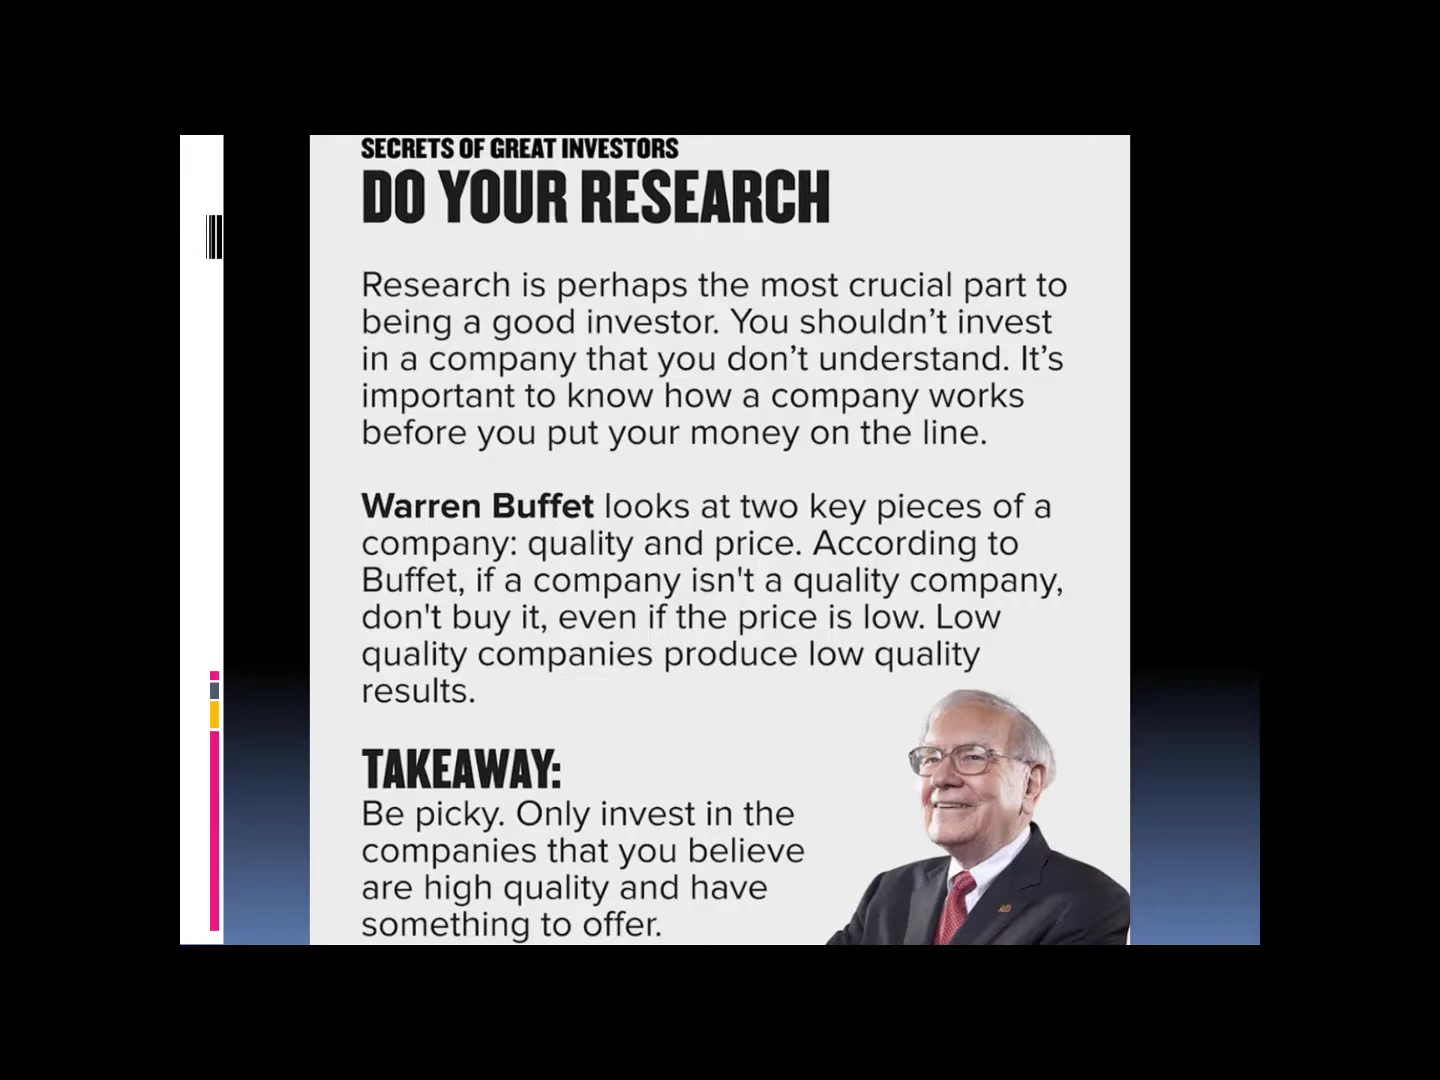 SECRETS OF GREAT INVESTORS
DO YOUR RESEARCH
Research is perhaps the most crucial part to
being a good investor. You shouldn’t invest
in a company that you don’t understand. It’s
important to know how a company works
before you put your money on the line.
Warren Buffet looks at two key pieces of a
company: quality and price. According to
Buffet, if a company isn't a quality company,
don't buy it, even if the price is low. Low
quality companies produce low quality
results.
TAKEAWAY:
Be picky. Only invest in the
companies that you believe
are high quality and have
something to offer.